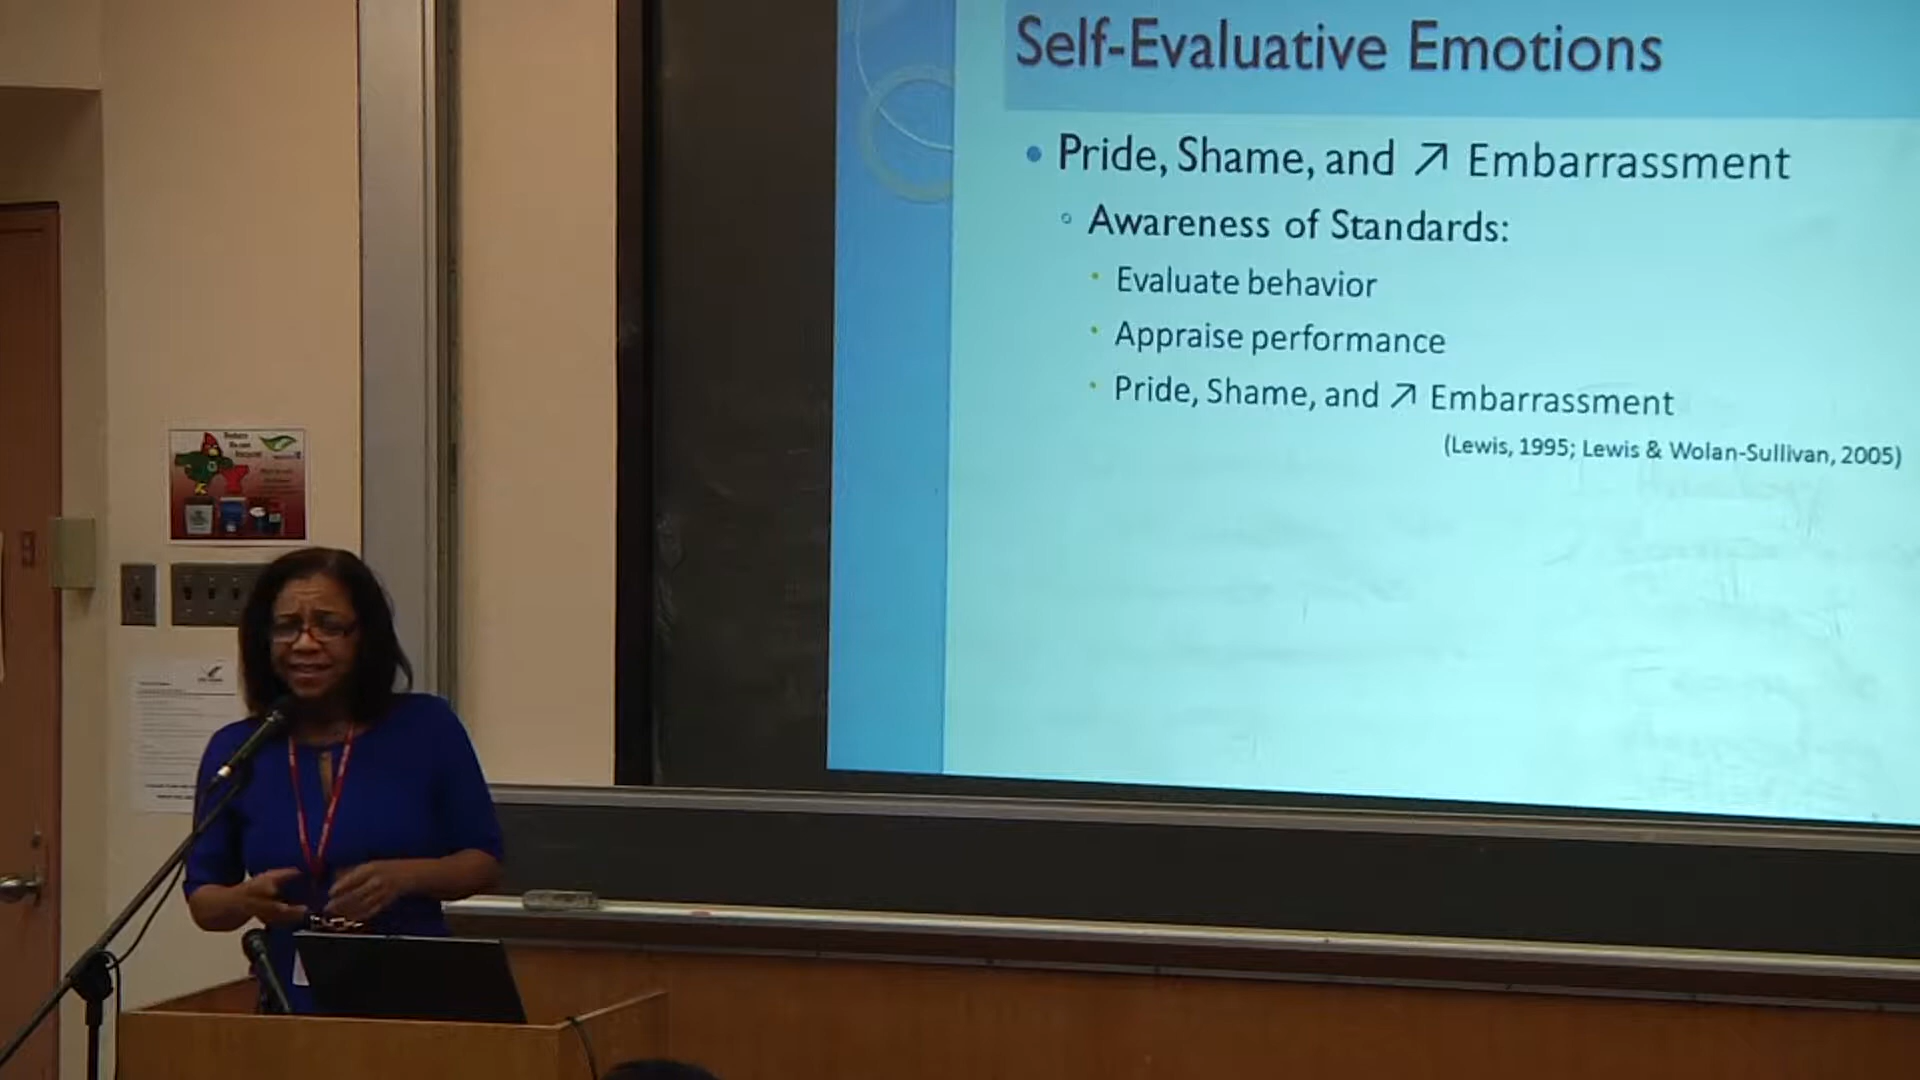 Self-Evaluative Emotions
• Pride, Shame, and ↗ Embarrassment
◦ Awareness of Standards:
• Evaluate behavior
• Appraise performance
• Pride, Shame, and ↗ Embarrassment
(Lewis, 1995; Lewis & Wolan-Sullivan, 2005)